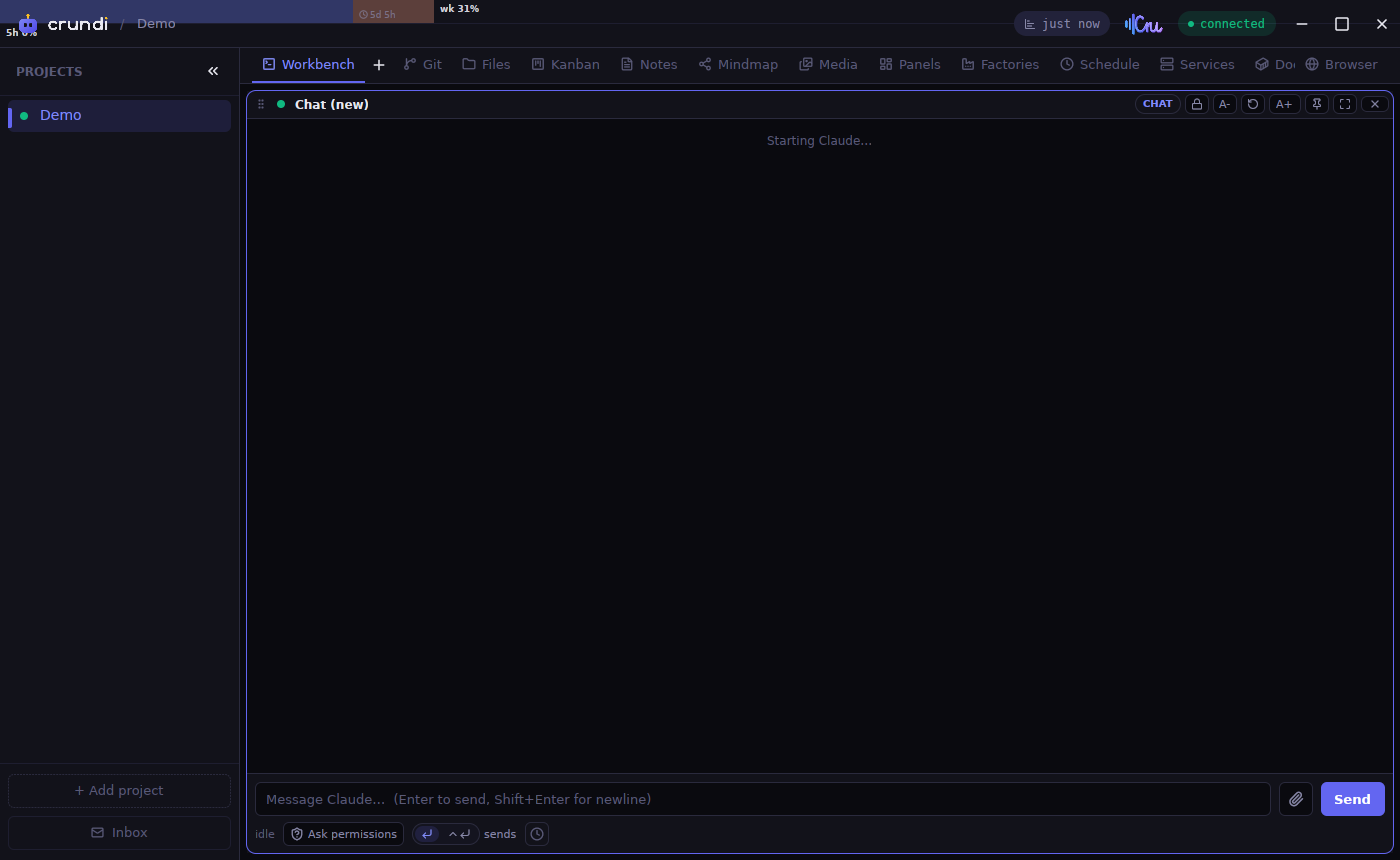 5d 5h
wk 31%
crundi / Demo
just now
Cru
connected
PROJECTS
Workbench
Git
Files
Kanban
Notes
Mindmap
Media
Panels
Factories
Schedule
Services
Doc
Browser
Demo
Chat (new)
CHAT
A-
A+
Starting Claude...
+ Add project
Inbox
Message Claude... (Enter to send, Shift+Enter for newline)
Send
idle
Ask permissions
sends